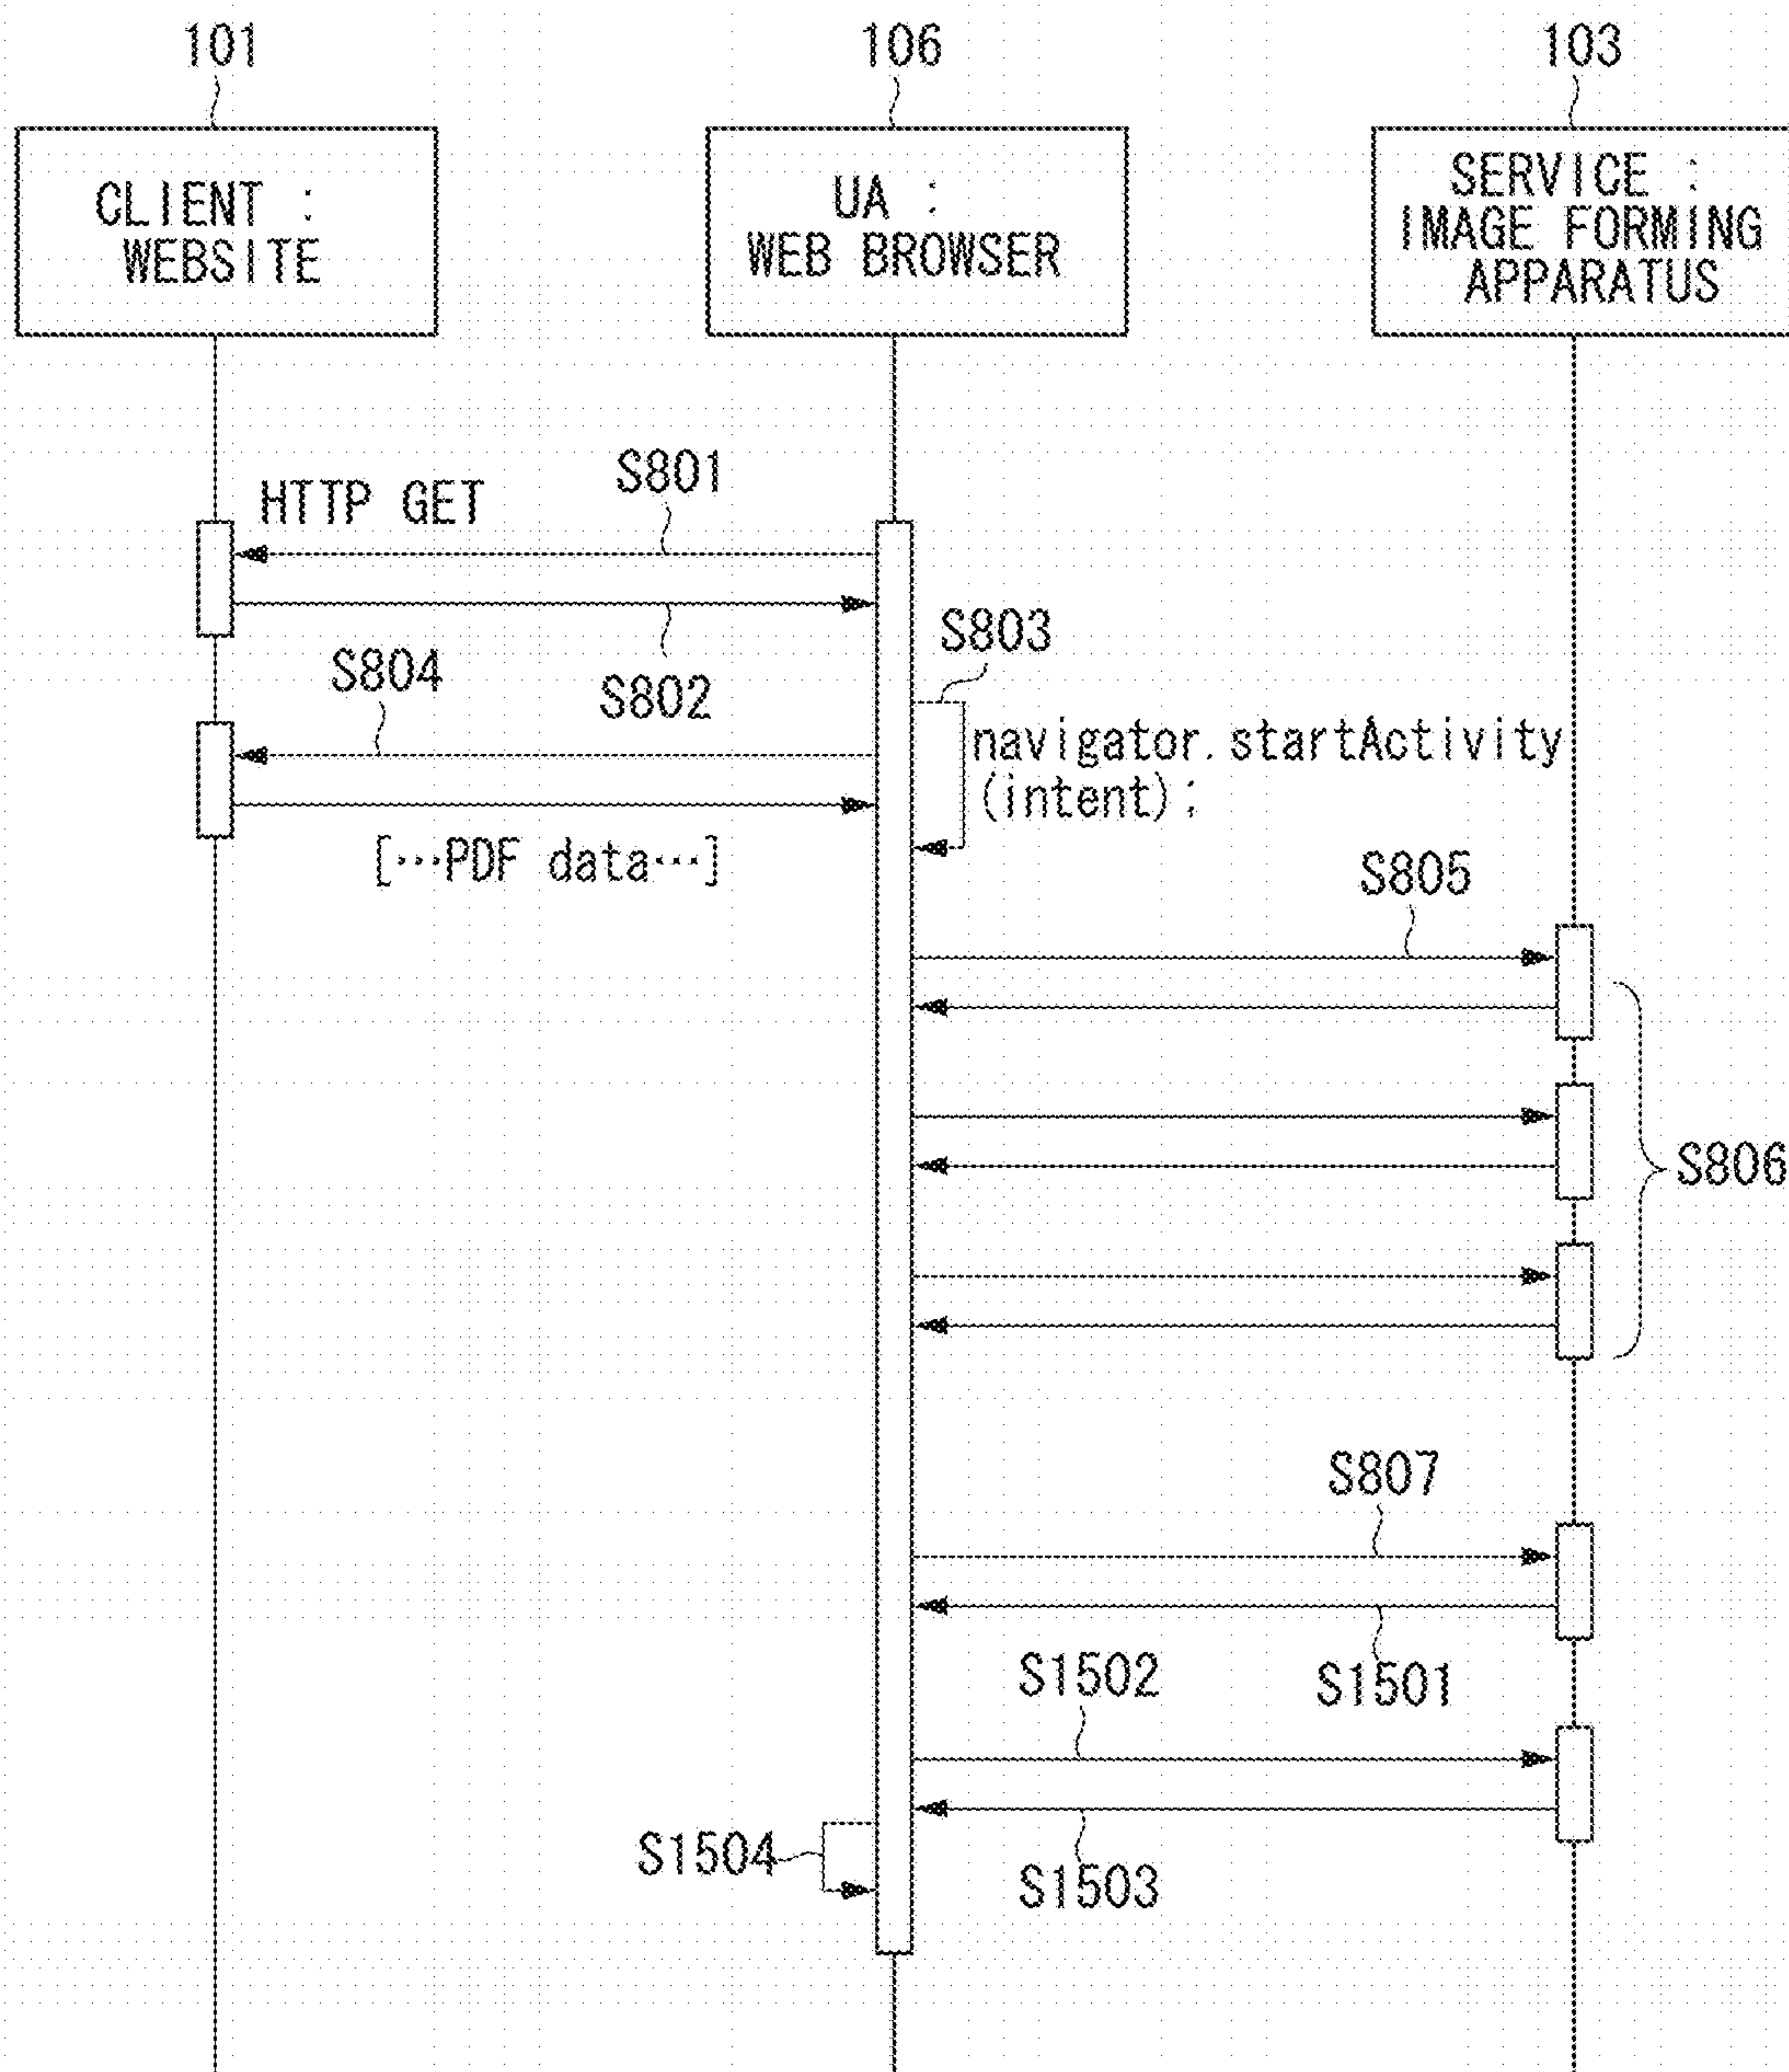 101
106
103
CLIENT :
WEBSITE
UA :
WEB BROWSER
SERVICE :
IMAGE FORMING
APPARATUS
S801
HTTP GET
S802
S803
S804
navigator.startActivity
(intent);
[…PDF data…]
S805
S806
S807
S1501
S1502
S1503
S1504